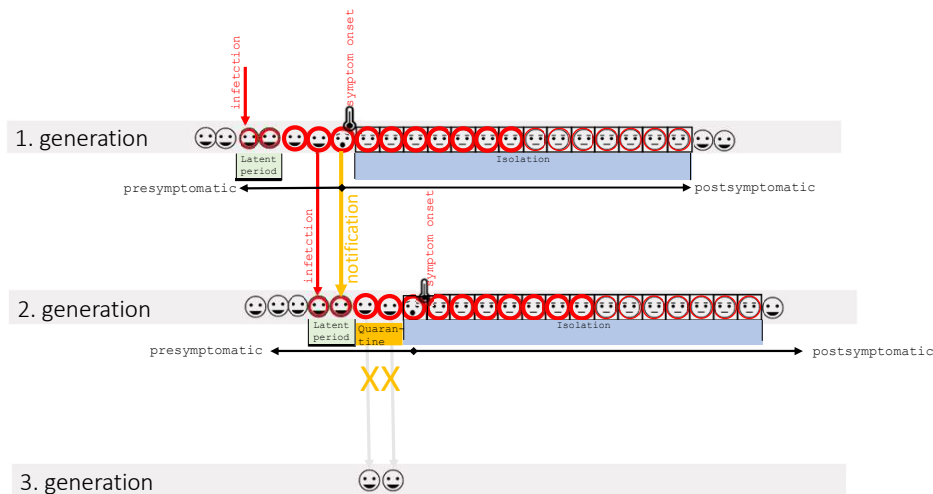 infetction
symptom onset
1. generation
Latent
period
Isolation
presymptomatic
postsymptomatic
infetction
notification
symptom onset
2. generation
Latent
period
Quaran-
tine
Isolation
presymptomatic
postsymptomatic
XX
3. generation